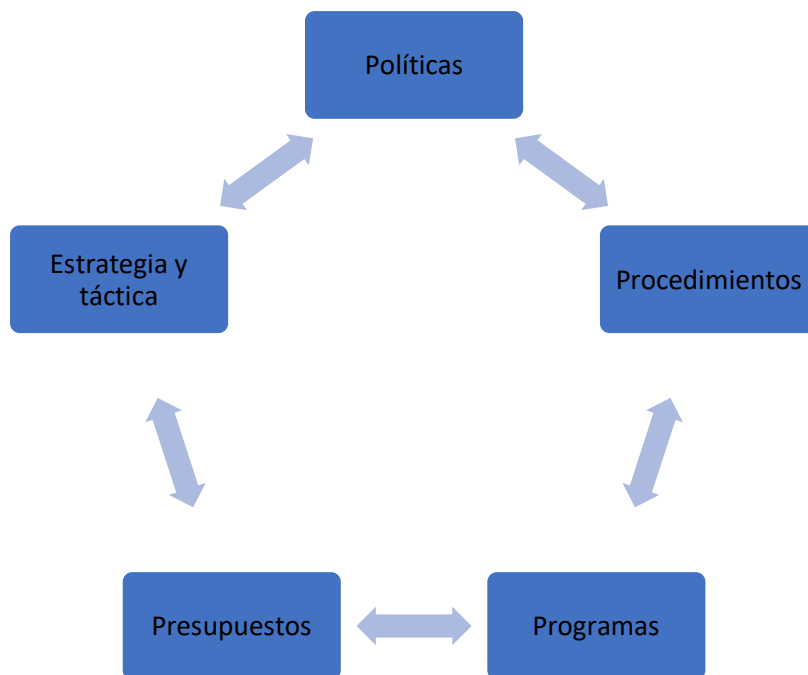 Políticas
Estrategia y
táctica
Procedimientos
Presupuestos
Programas